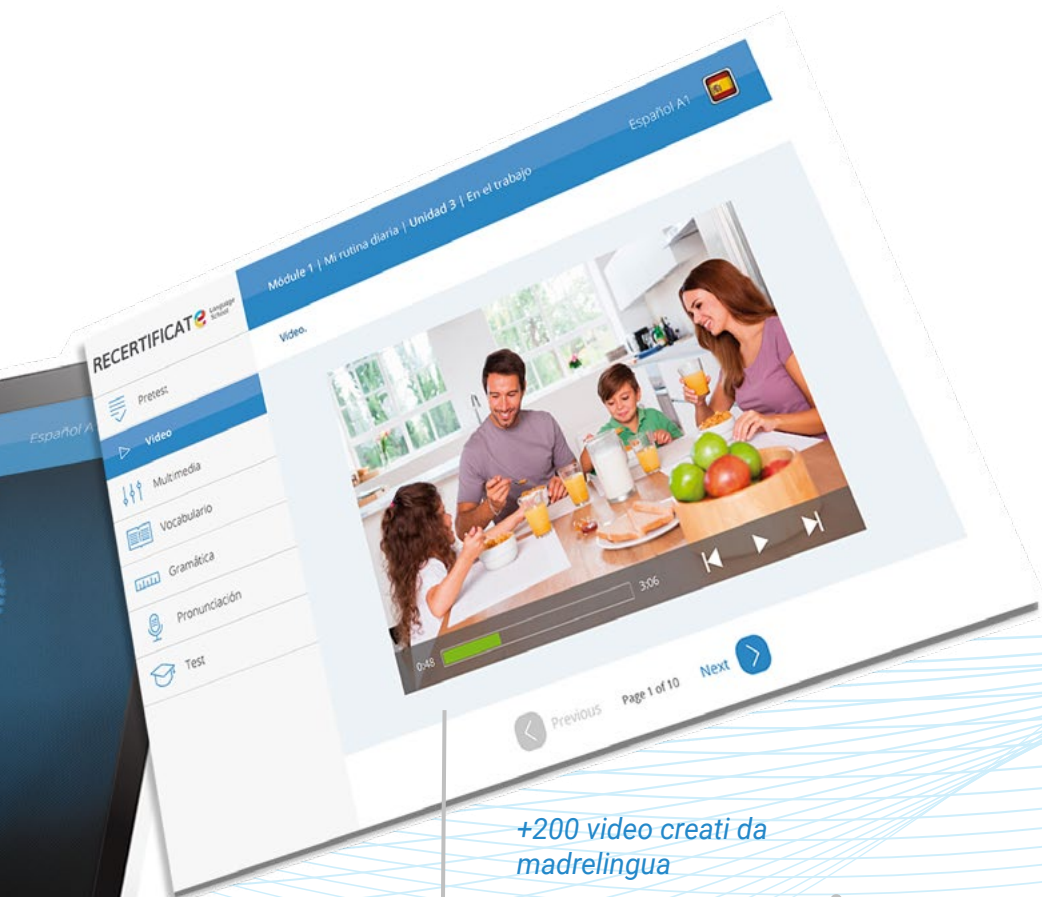 Español A1
Módule 1 | Mi rutina diaria | Unidad 3 | En el trabajo
RECERTIFICATe Language
School
Video.
Pretest
Video
Multimedia
Vocabulario
Gramática
Pronunciación
Test
0:48
3:06
Previous
Page 1 of 10
Next
Español A
+200 video creati da
madrelingua